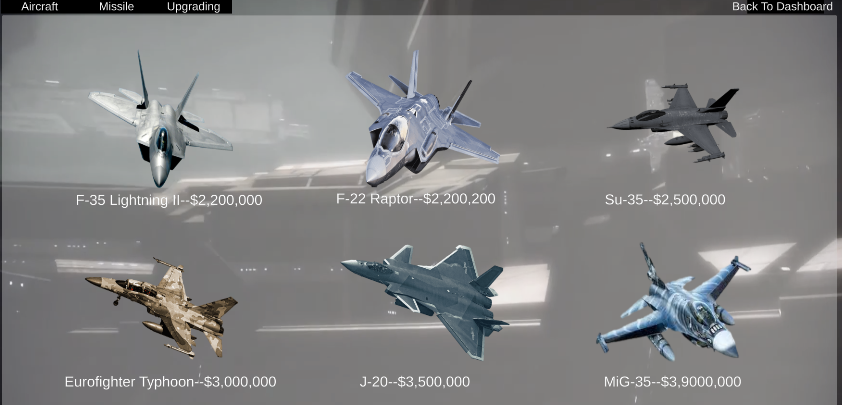 Aircraft Missile Upgrading Back To Dashboard
F-35 Lightning II--$2,200,000 F-22 Raptor--$2,200,200 Su-35--$2,500,000
Eurofighter Typhoon--$3,000,000 J-20--$3,500,000 MiG-35--$3,9000,000